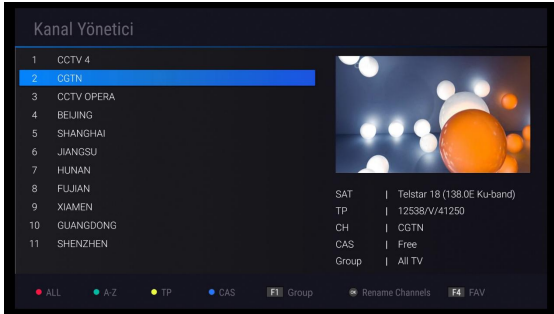 Kanal Yönetici
1 CCTV 4
2 CGTN
3 CCTV OPERA
4 BEIJING
5 SHANGHAI
6 JIANGSU
7 HUNAN
8 FUJIAN
9 XIAMEN
10 GUANGDONG
11 SHENZHEN
SAT | Telstar 18 (138.0E Ku-band)
TP | 12538/V/41250
CH | CGTN
CAS | Free
Group | All TV
ALL A-Z TP CAS F1 Group OK Rename Channels F4 FAV